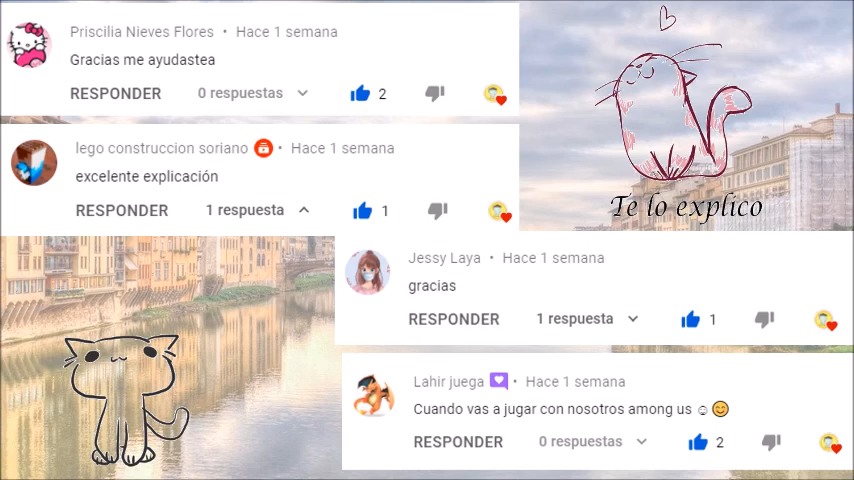 Priscilia Nieves Flores • Hace 1 semana
Gracias me ayudastea
RESPONDER 0 respuestas 2
lego construccion soriano • Hace 1 semana
excelente explicación
RESPONDER 1 respuesta 1
Te lo explico
Jessy Laya • Hace 1 semana
gracias
RESPONDER 1 respuesta 1
Lahir juega • Hace 1 semana
Cuando vas a jugar con nosotros among us ☺😊
RESPONDER 0 respuestas 2